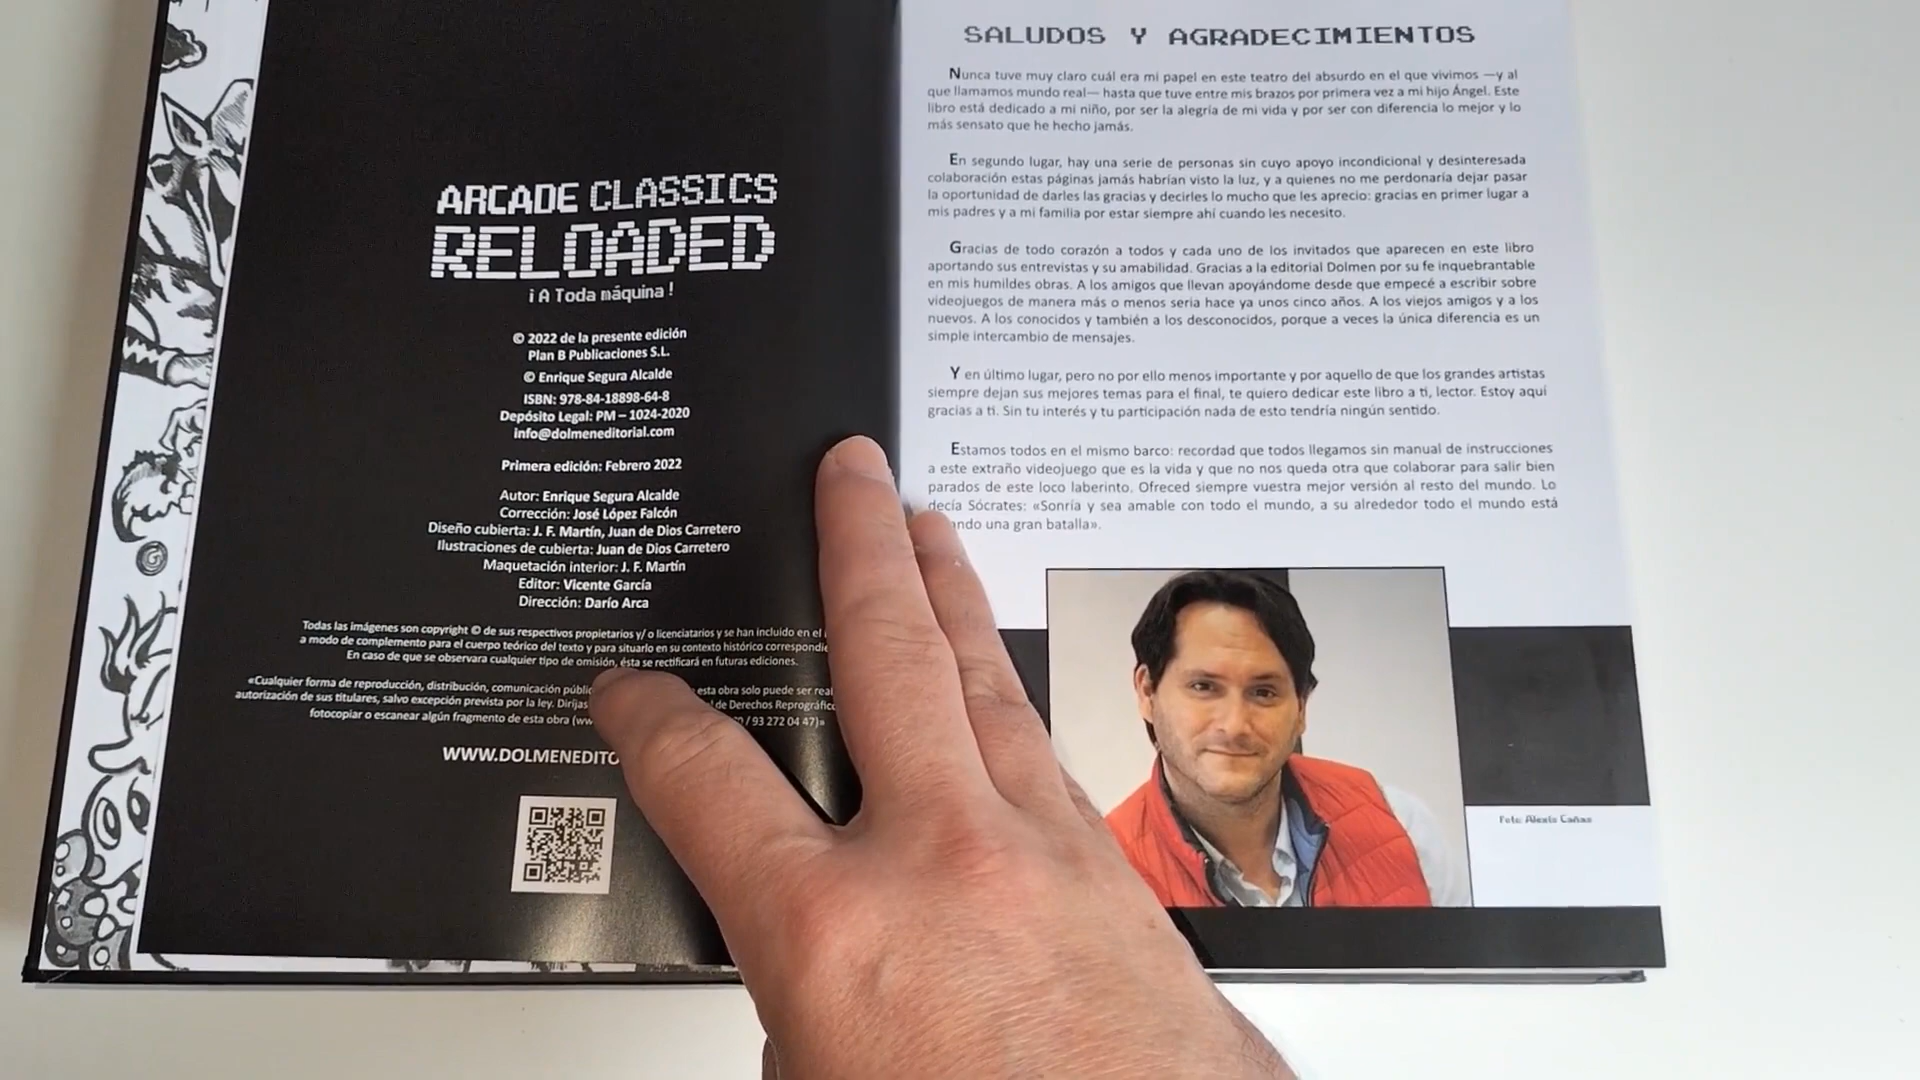 ARCADE CLASSICS
RELOADED
¡A Toda máquina!
© 2022 de la presente edición
Plan B Publicaciones S.L.
© Enrique Segura Alcalde
ISBN: 978-84-18898-64-8
Depósito Legal: PM – 1024-2020
info@dolmeneditorial.com
Primera edición: Febrero 2022
Autor: Enrique Segura Alcalde
Corrección: José López Falcón
Diseño cubierta: J. F. Martín, Juan de Dios Carretero
Ilustraciones de cubierta: Juan de Dios Carretero
Maquetación interior: J. F. Martín
Editor: Vicente García
Dirección: Darío Arca
Todas las imágenes son copyright © de sus respectivos propietarios y/ o licenciatarios y se han incluido en el
a modo de complemento para el cuerpo teórico del texto y para situarlo en su contexto histórico
En caso de que se observara cualquier tipo de omisión, ésta se rectificará en futuras ediciones.
«Cualquier forma de reproducción, distribución, comunicación esta obra solo puede ser
autorización de sus titulares, salvo excepción prevista por la ley. de Derechos
fotocopiar o escanear algún fragmento de esta obra / 93 272 04 47)»
WWW.DOLMENEDITO
SALUDOS Y AGRADECIMIENTOS
Nunca tuve muy claro cuál era mi papel en este teatro del absurdo en el que vivimos —y al
que llamamos mundo real— hasta que tuve entre mis brazos por primera vez a mi hijo Ángel. Este
libro está dedicado a mi niño, por ser la alegría de mi vida y por ser con diferencia lo mejor y lo
más sensato que he hecho jamás.
En segundo lugar, hay una serie de personas sin cuyo apoyo incondicional y desinteresada
colaboración estas páginas jamás habrían visto la luz, y a quienes no me perdonaría dejar pasar
la oportunidad de darles las gracias y decirles lo mucho que les aprecio: gracias en primer lugar a
mis padres y a mi familia por estar siempre ahí cuando les necesito.
Gracias de todo corazón a todos y cada uno de los invitados que aparecen en este libro
aportando sus entrevistas y su amabilidad. Gracias a la editorial Dolmen por su fe inquebrantable
en mis humildes obras. A los amigos que llevan apoyándome desde que empecé a escribir sobre
videojuegos de manera más o menos seria hace ya unos cinco años. A los viejos amigos y a los
nuevos. A los conocidos y también a los desconocidos, porque a veces la única diferencia es un
simple intercambio de mensajes.
Y en último lugar, pero no por ello menos importante y por aquello de que los grandes artistas
siempre dejan sus mejores temas para el final, te quiero dedicar este libro a ti, lector. Estoy aquí
gracias a ti. Sin tu interés y tu participación nada de esto tendría ningún sentido.
Estamos todos en el mismo barco: recordad que todos llegamos sin manual de instrucciones
a este extraño videojuego que es la vida y que no nos queda otra que colaborar para salir bien
parados de este loco laberinto. Ofreced siempre vuestra mejor versión al resto del mundo. Lo
decía Sócrates: «Sonría y sea amable con todo el mundo, a su alrededor todo el mundo está
una gran batalla».
Foto: Alexis Cañas